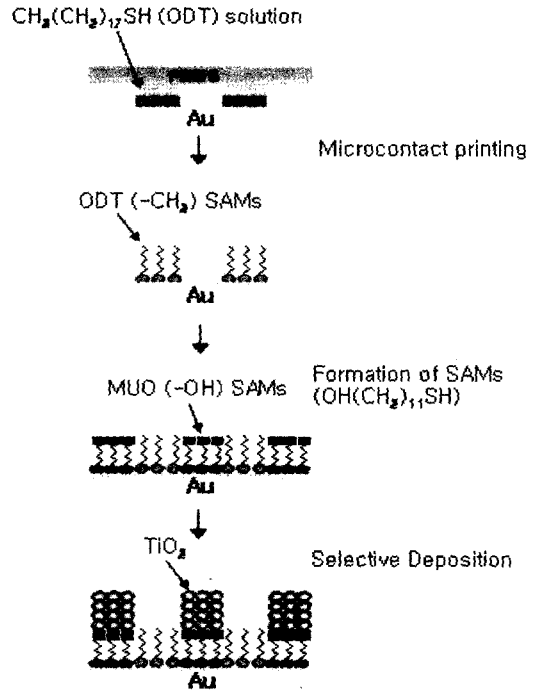 CH₃(CH₂)₁₇SH (ODT) solution
Au
Microcontact printing
ODT (-CH₃) SAMs
Au
MUO (-OH) SAMs
Formation of SAMs
(OH(CH₂)₁₁SH)
Au
TiO₂
Selective Deposition
Au